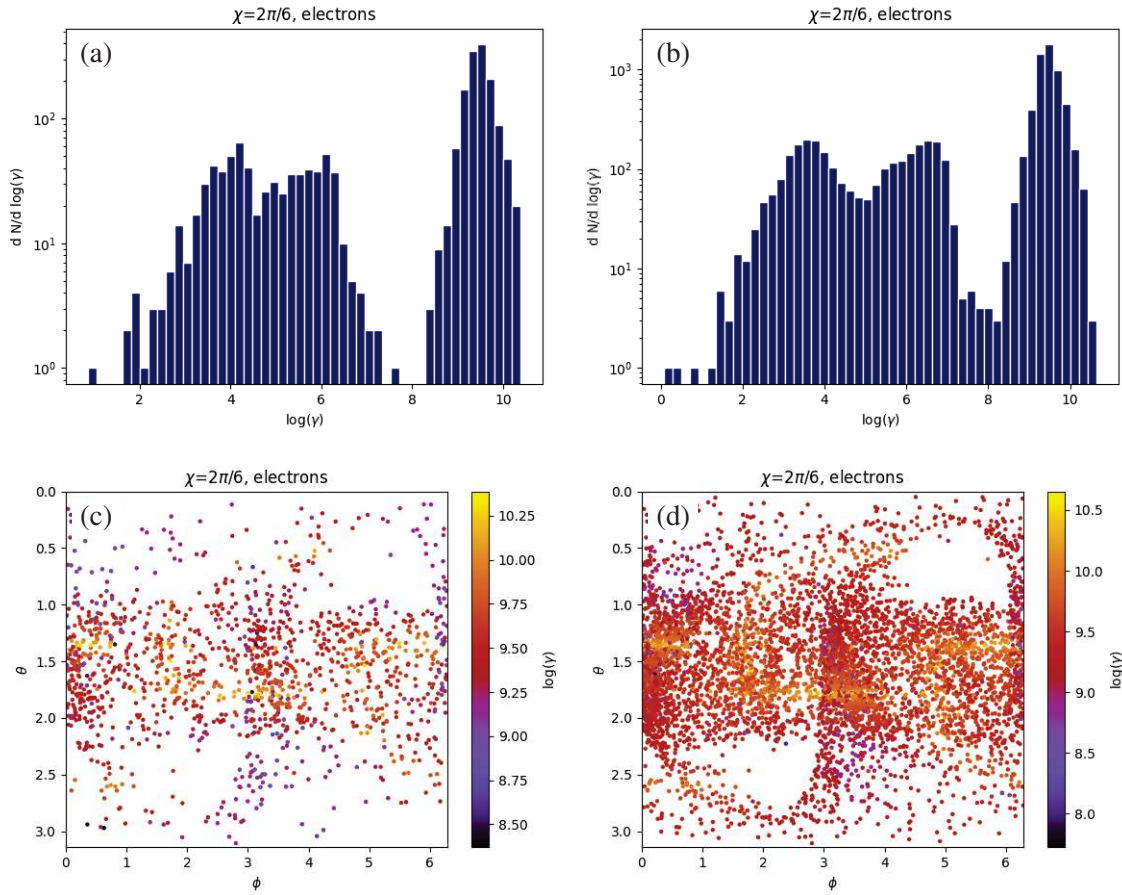 χ=2π/6, electrons
(a)
d N/d log(γ)
10² 10¹ 10⁰
2 4 6 8 10
log(γ)
χ=2π/6, electrons
(b)
d N/d log(γ)
10³ 10² 10¹ 10⁰
0 2 4 6 8 10
log(γ)
χ=2π/6, electrons
(c)
θ
0.0 0.5 1.0 1.5 2.0 2.5 3.0
0 1 2 3 4 5 6
ϕ
10.25 10.00 9.75 9.50 9.25 9.00 8.75 8.50
log(γ)
χ=2π/6, electrons
(d)
θ
0.0 0.5 1.0 1.5 2.0 2.5 3.0
0 1 2 3 4 5 6
ϕ
10.5 10.0 9.5 9.0 8.5 8.0
log(γ)